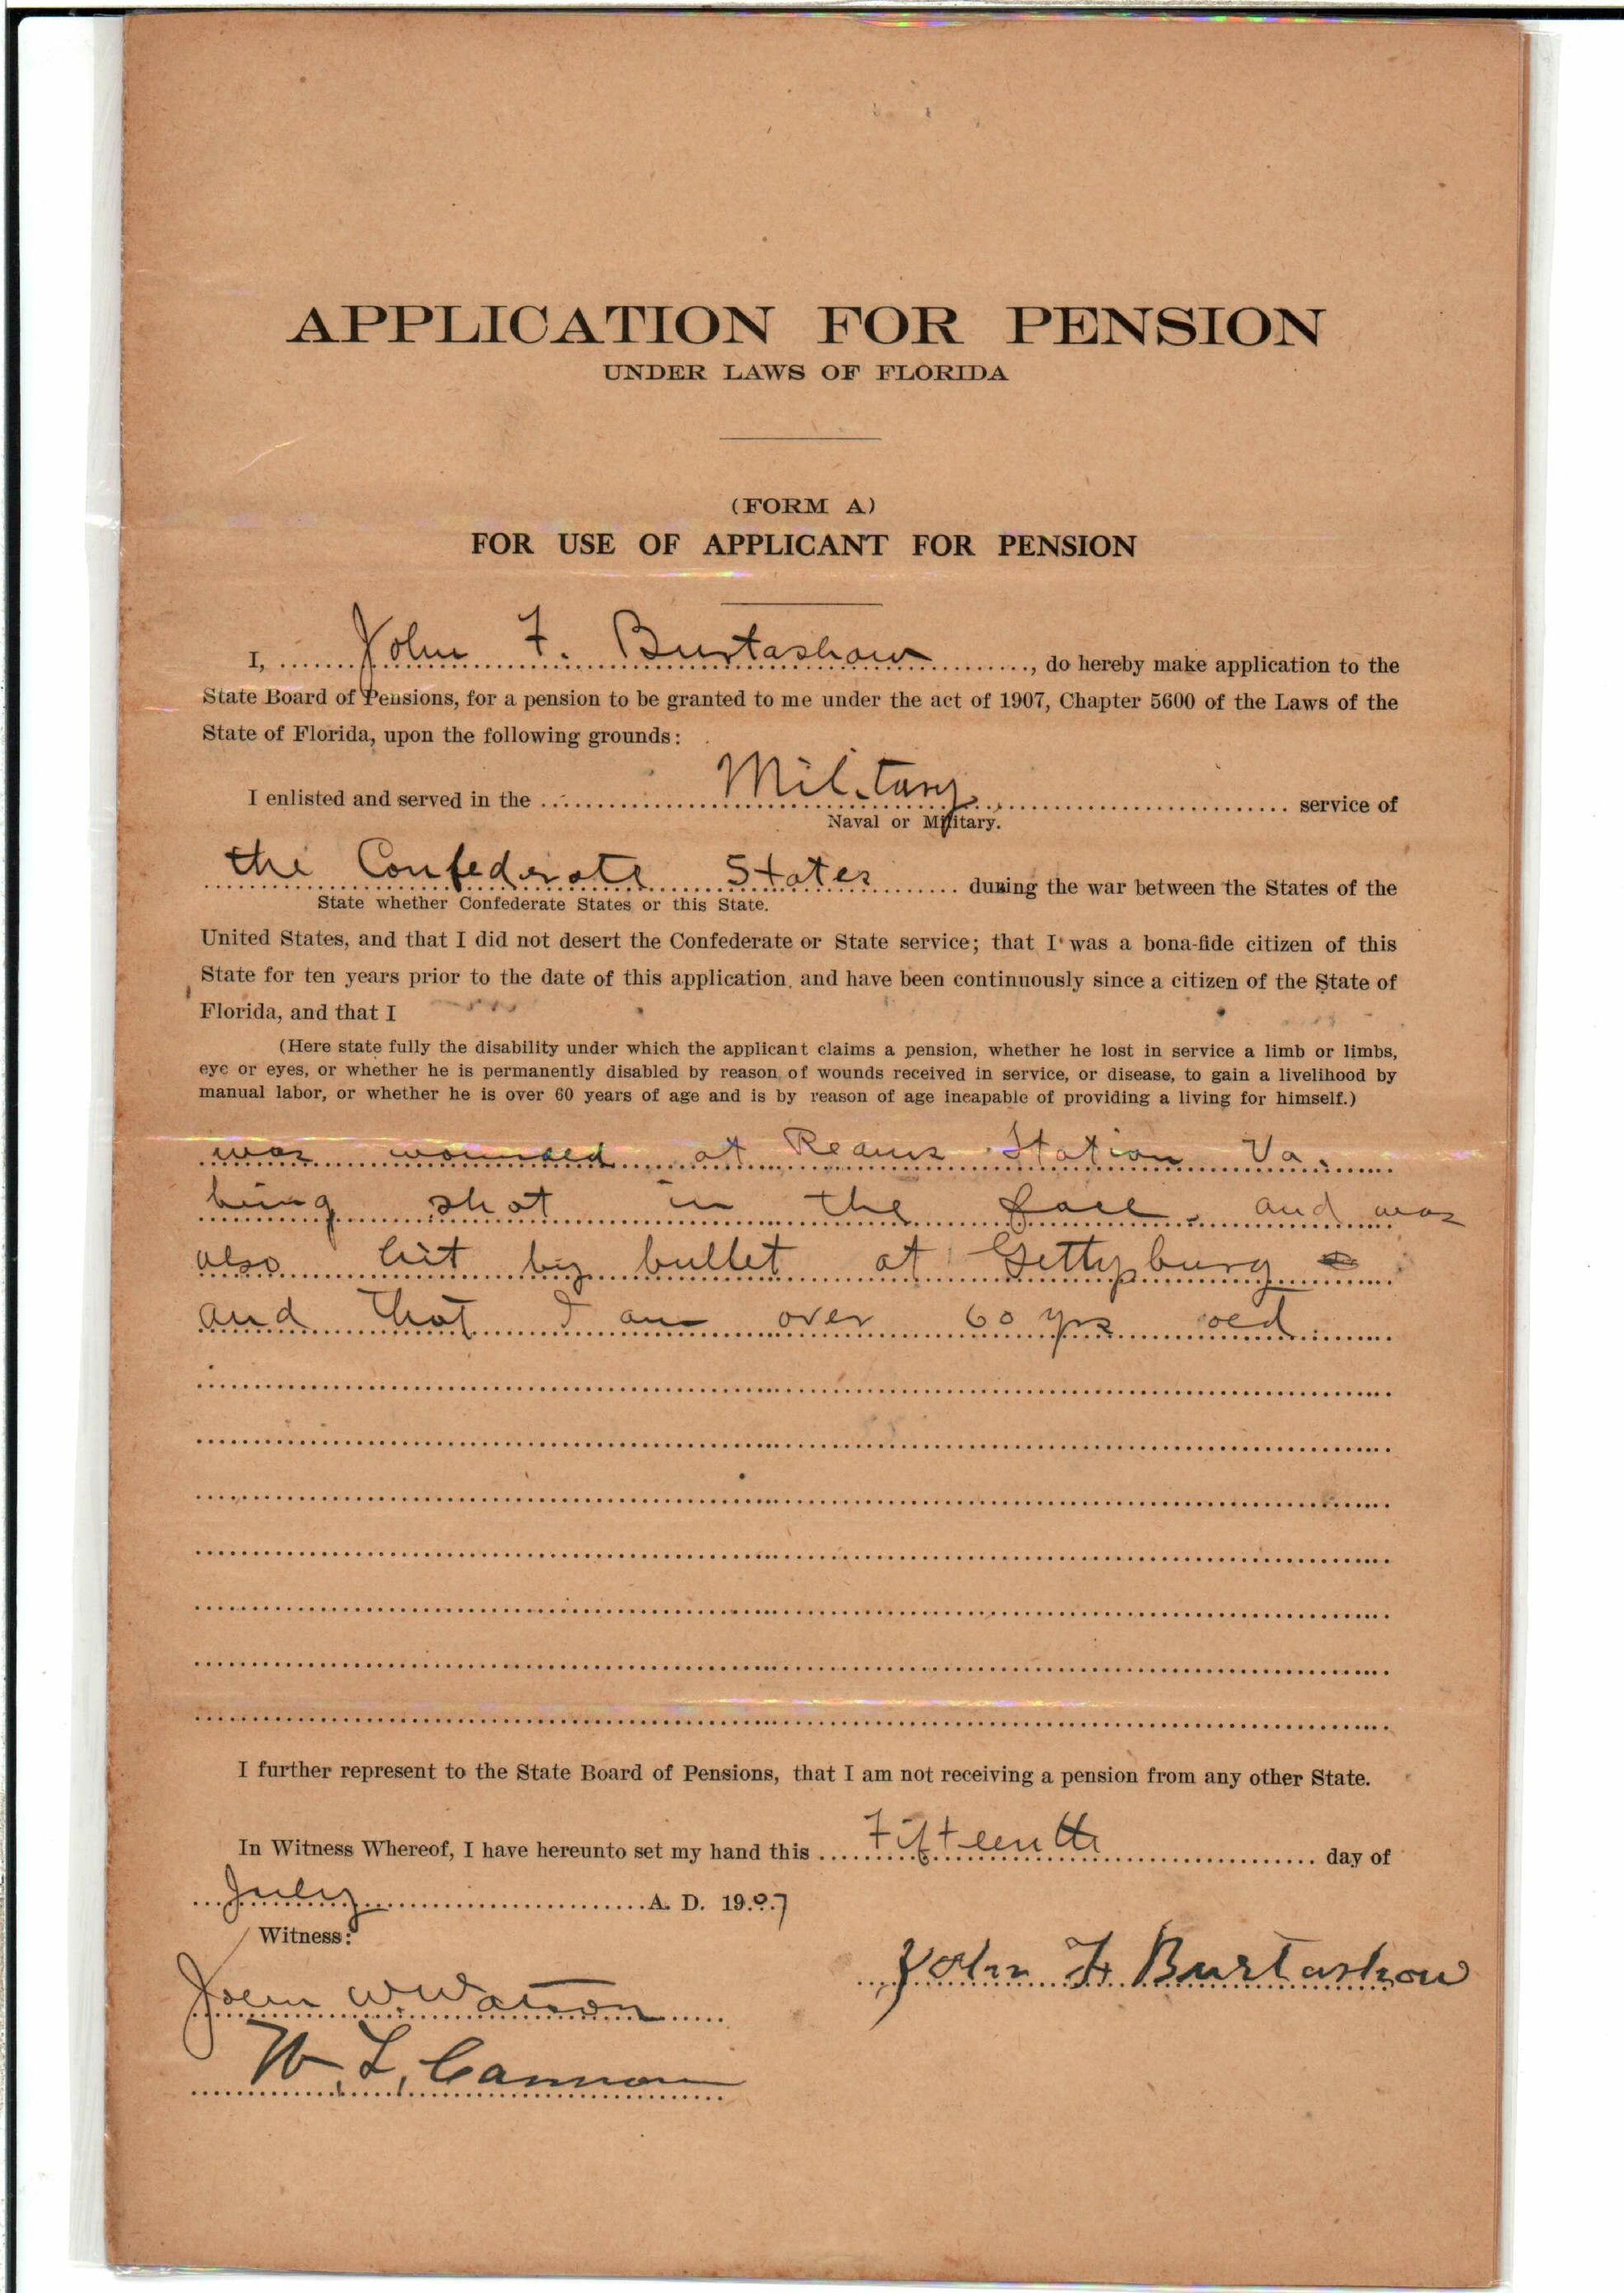 APPLICATION FOR PENSION
UNDER LAWS OF FLORIDA
(FORM A)
FOR USE OF APPLICANT FOR PENSION
I, John F. Burtashaw, do hereby make application to the
State Board of Pensions, for a pension to be granted to me under the act of 1907, Chapter 5600 of the Laws of the
State of Florida, upon the following grounds:
I enlisted and served in the Military service of
Naval or Military.
the Confederate States during the war between the States of the
State whether Confederate States or this State.
United States, and that I did not desert the Confederate or State service; that I was a bona-fide citizen of this
State for ten years prior to the date of this application, and have been continuously since a citizen of the State of
Florida, and that I
(Here state fully the disability under which the applicant claims a pension, whether he lost in service a limb or limbs,
eye or eyes, or whether he is permanently disabled by reason of wounds received in service, or disease, to gain a livelihood by
manual labor, or whether he is over 60 years of age and is by reason of age incapable of providing a living for himself.)
was wounded at Reams Station Va.
being shot in the face and was
also hit by bullet at Gettysburg
and that I am over 60 yrs old
I further represent to the State Board of Pensions, that I am not receiving a pension from any other State.
In Witness Whereof, I have hereunto set my hand this Fifteenth day of
July A. D. 1907
Witness:
John F Burtashow
John W. Watson
W. L. Cannon